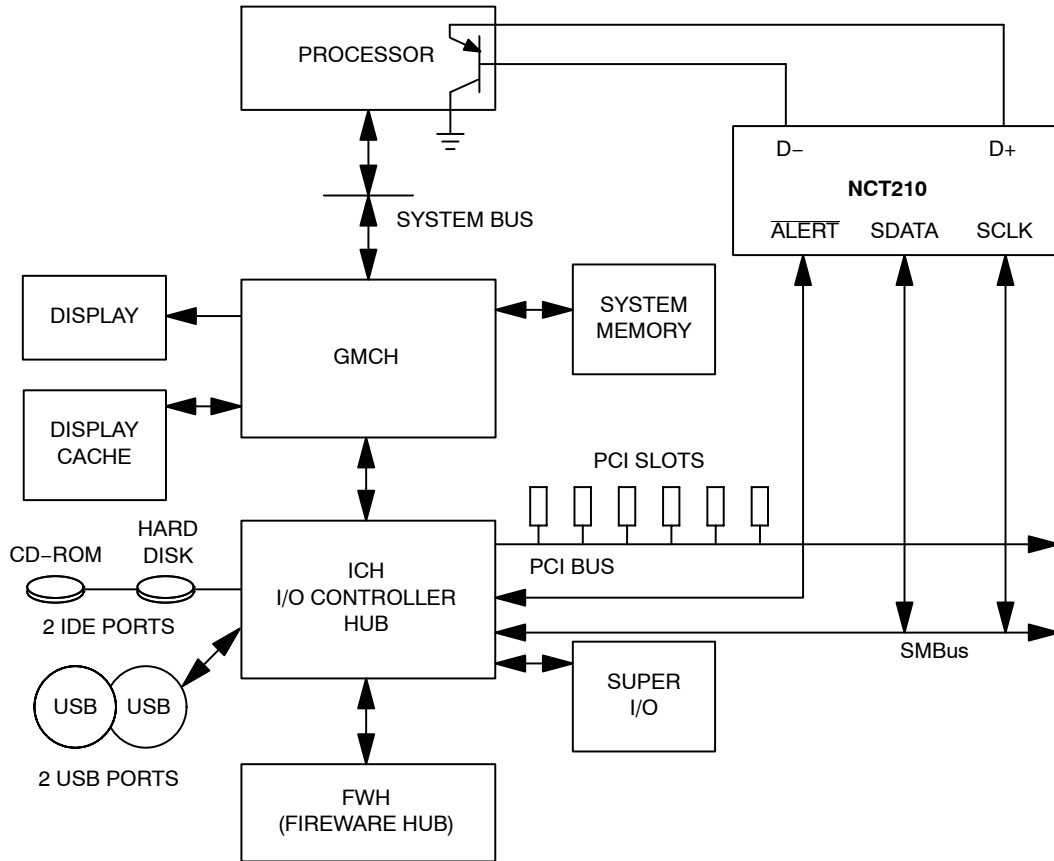 PROCESSOR
D−
D+
NCT210
ALERT
SDATA
SCLK
SYSTEM BUS
DISPLAY
GMCH
SYSTEM
MEMORY
DISPLAY
CACHE
PCI SLOTS
HARD
DISK
CD−ROM
ICH
I/O CONTROLLER
HUB
PCI BUS
2 IDE PORTS
SMBus
USB
USB
SUPER
I/O
2 USB PORTS
FWH
(FIREWARE HUB)